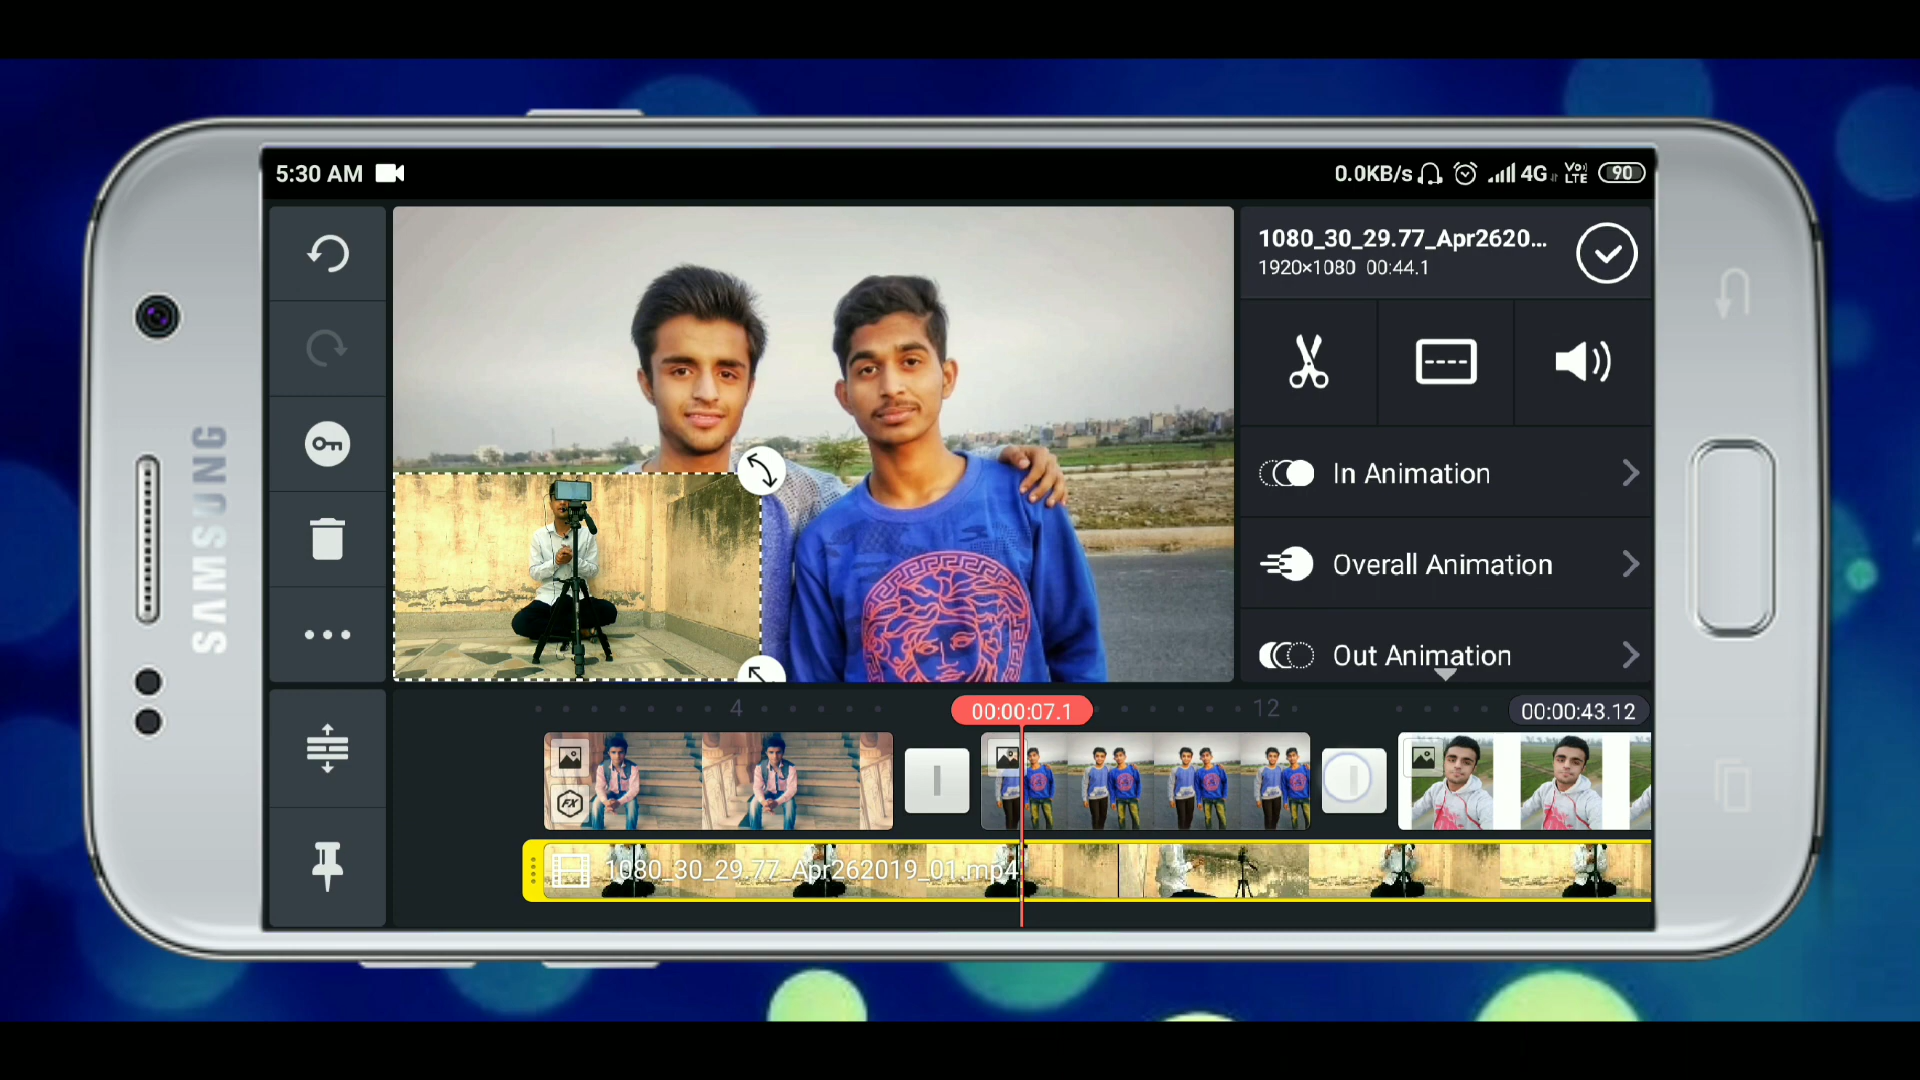 5:30 AM
0.0KB/s 4G Vo) LTE 90
SAMSUNG
1080_30_29.77_Apr2620...
1920×1080 00:44.1
In Animation
Overall Animation
Out Animation
4
00:00:07.1
12
00:00:43.12
FX
1080_30_29.77_Apr262019_01.mp4